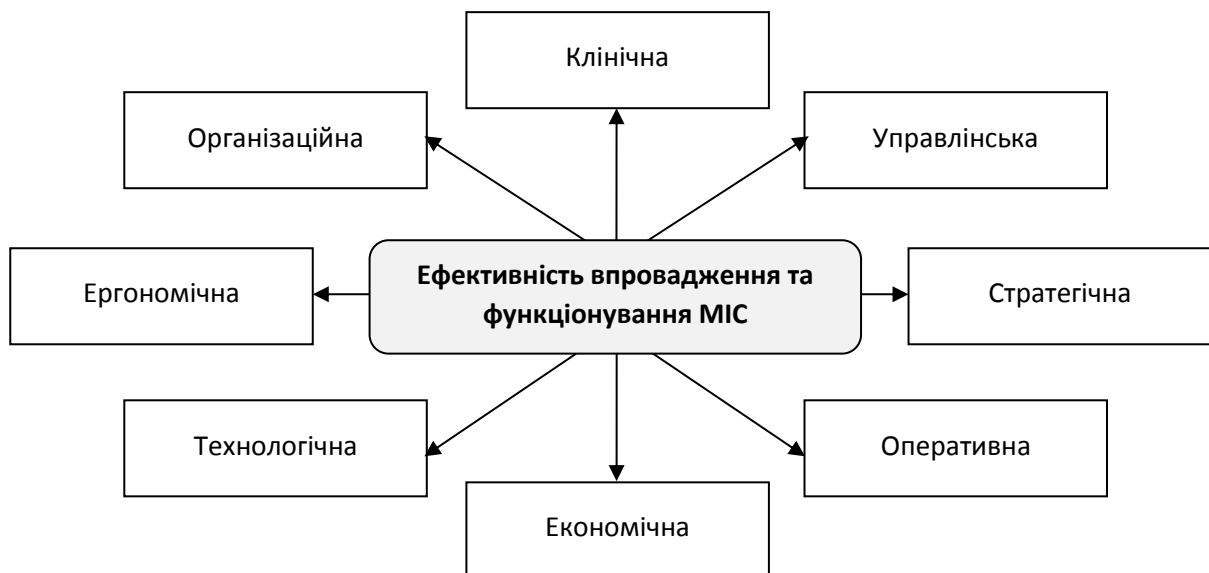 Клінічна
Організаційна
Управлінська
Ергономічна
Ефективність впровадження та
функціонування МІС
Стратегічна
Технологічна
Оперативна
Економічна